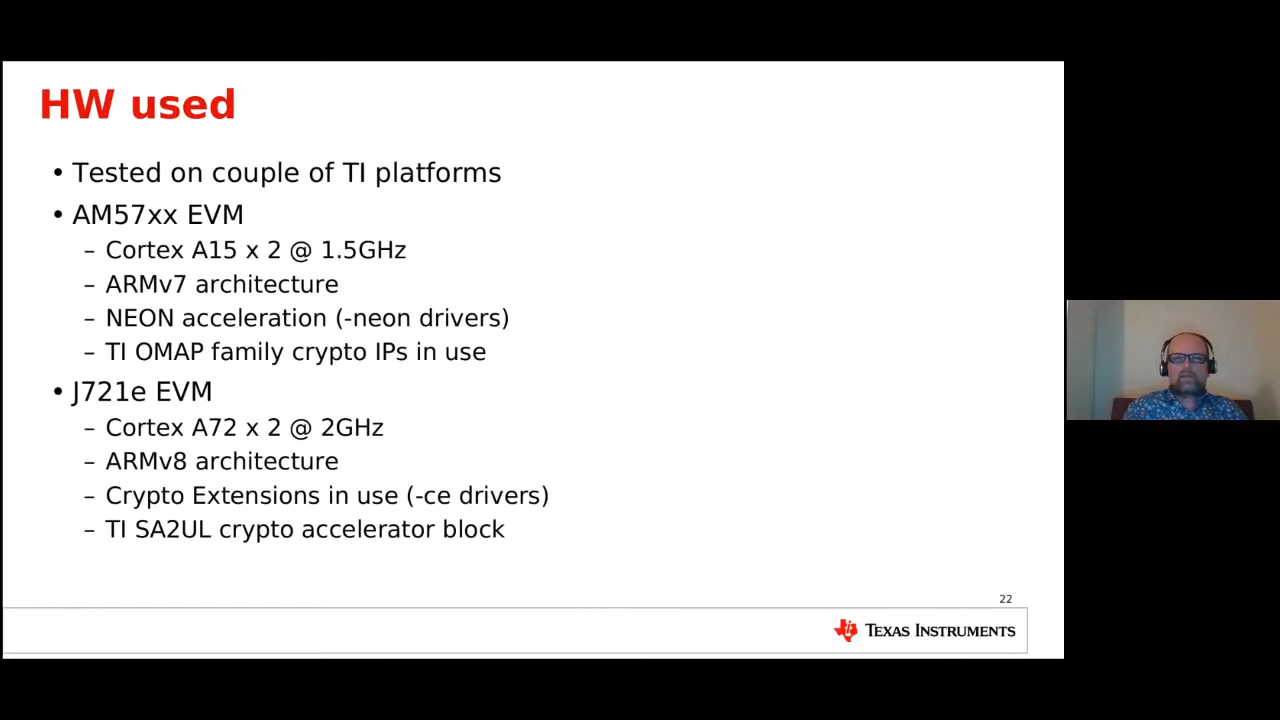 HW used
• Tested on couple of TI platforms
• AM57xx EVM
– Cortex A15 x 2 @ 1.5GHz
– ARMv7 architecture
– NEON acceleration (-neon drivers)
– TI OMAP family crypto IPs in use
• J721e EVM
– Cortex A72 x 2 @ 2GHz
– ARMv8 architecture
– Crypto Extensions in use (-ce drivers)
– TI SA2UL crypto accelerator block
22
TEXAS INSTRUMENTS